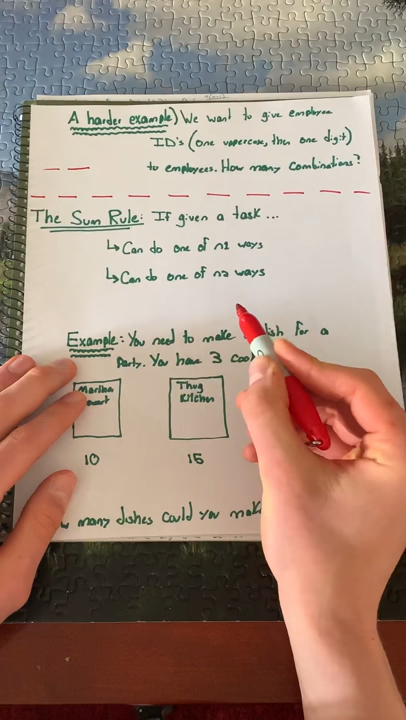 A harder example) We want to give employee
ID's (one uppercase, then one digit)
to employees. How many combinations?
The Sum Rule: If given a task...
↳ Can do one of n1 ways
↳ Can do one of n2 ways
Example: You need to make for a
Party. You have 3
Martha
Thug
Kitchen
10
15
many dishes could you